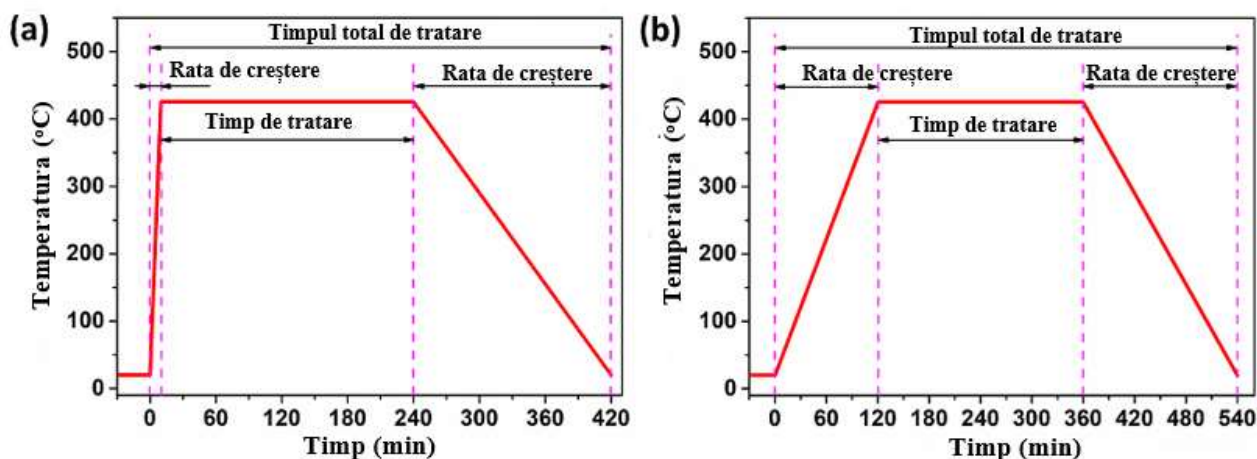 (a)
Timpul total de tratare
Rata de creștere
Rata de creștere
Timp de tratare
Temperatura (°C)
500
400
300
200
100
0
0 60 120 180 240 300 360 420
Timp (min)
(b)
Timpul total de tratare
Rata de creștere
Rata de creștere
Timp de tratare
Temperatura (°C)
500
400
300
200
100
0
0 60 120 180 240 300 360 420 480 540
Timp (min)